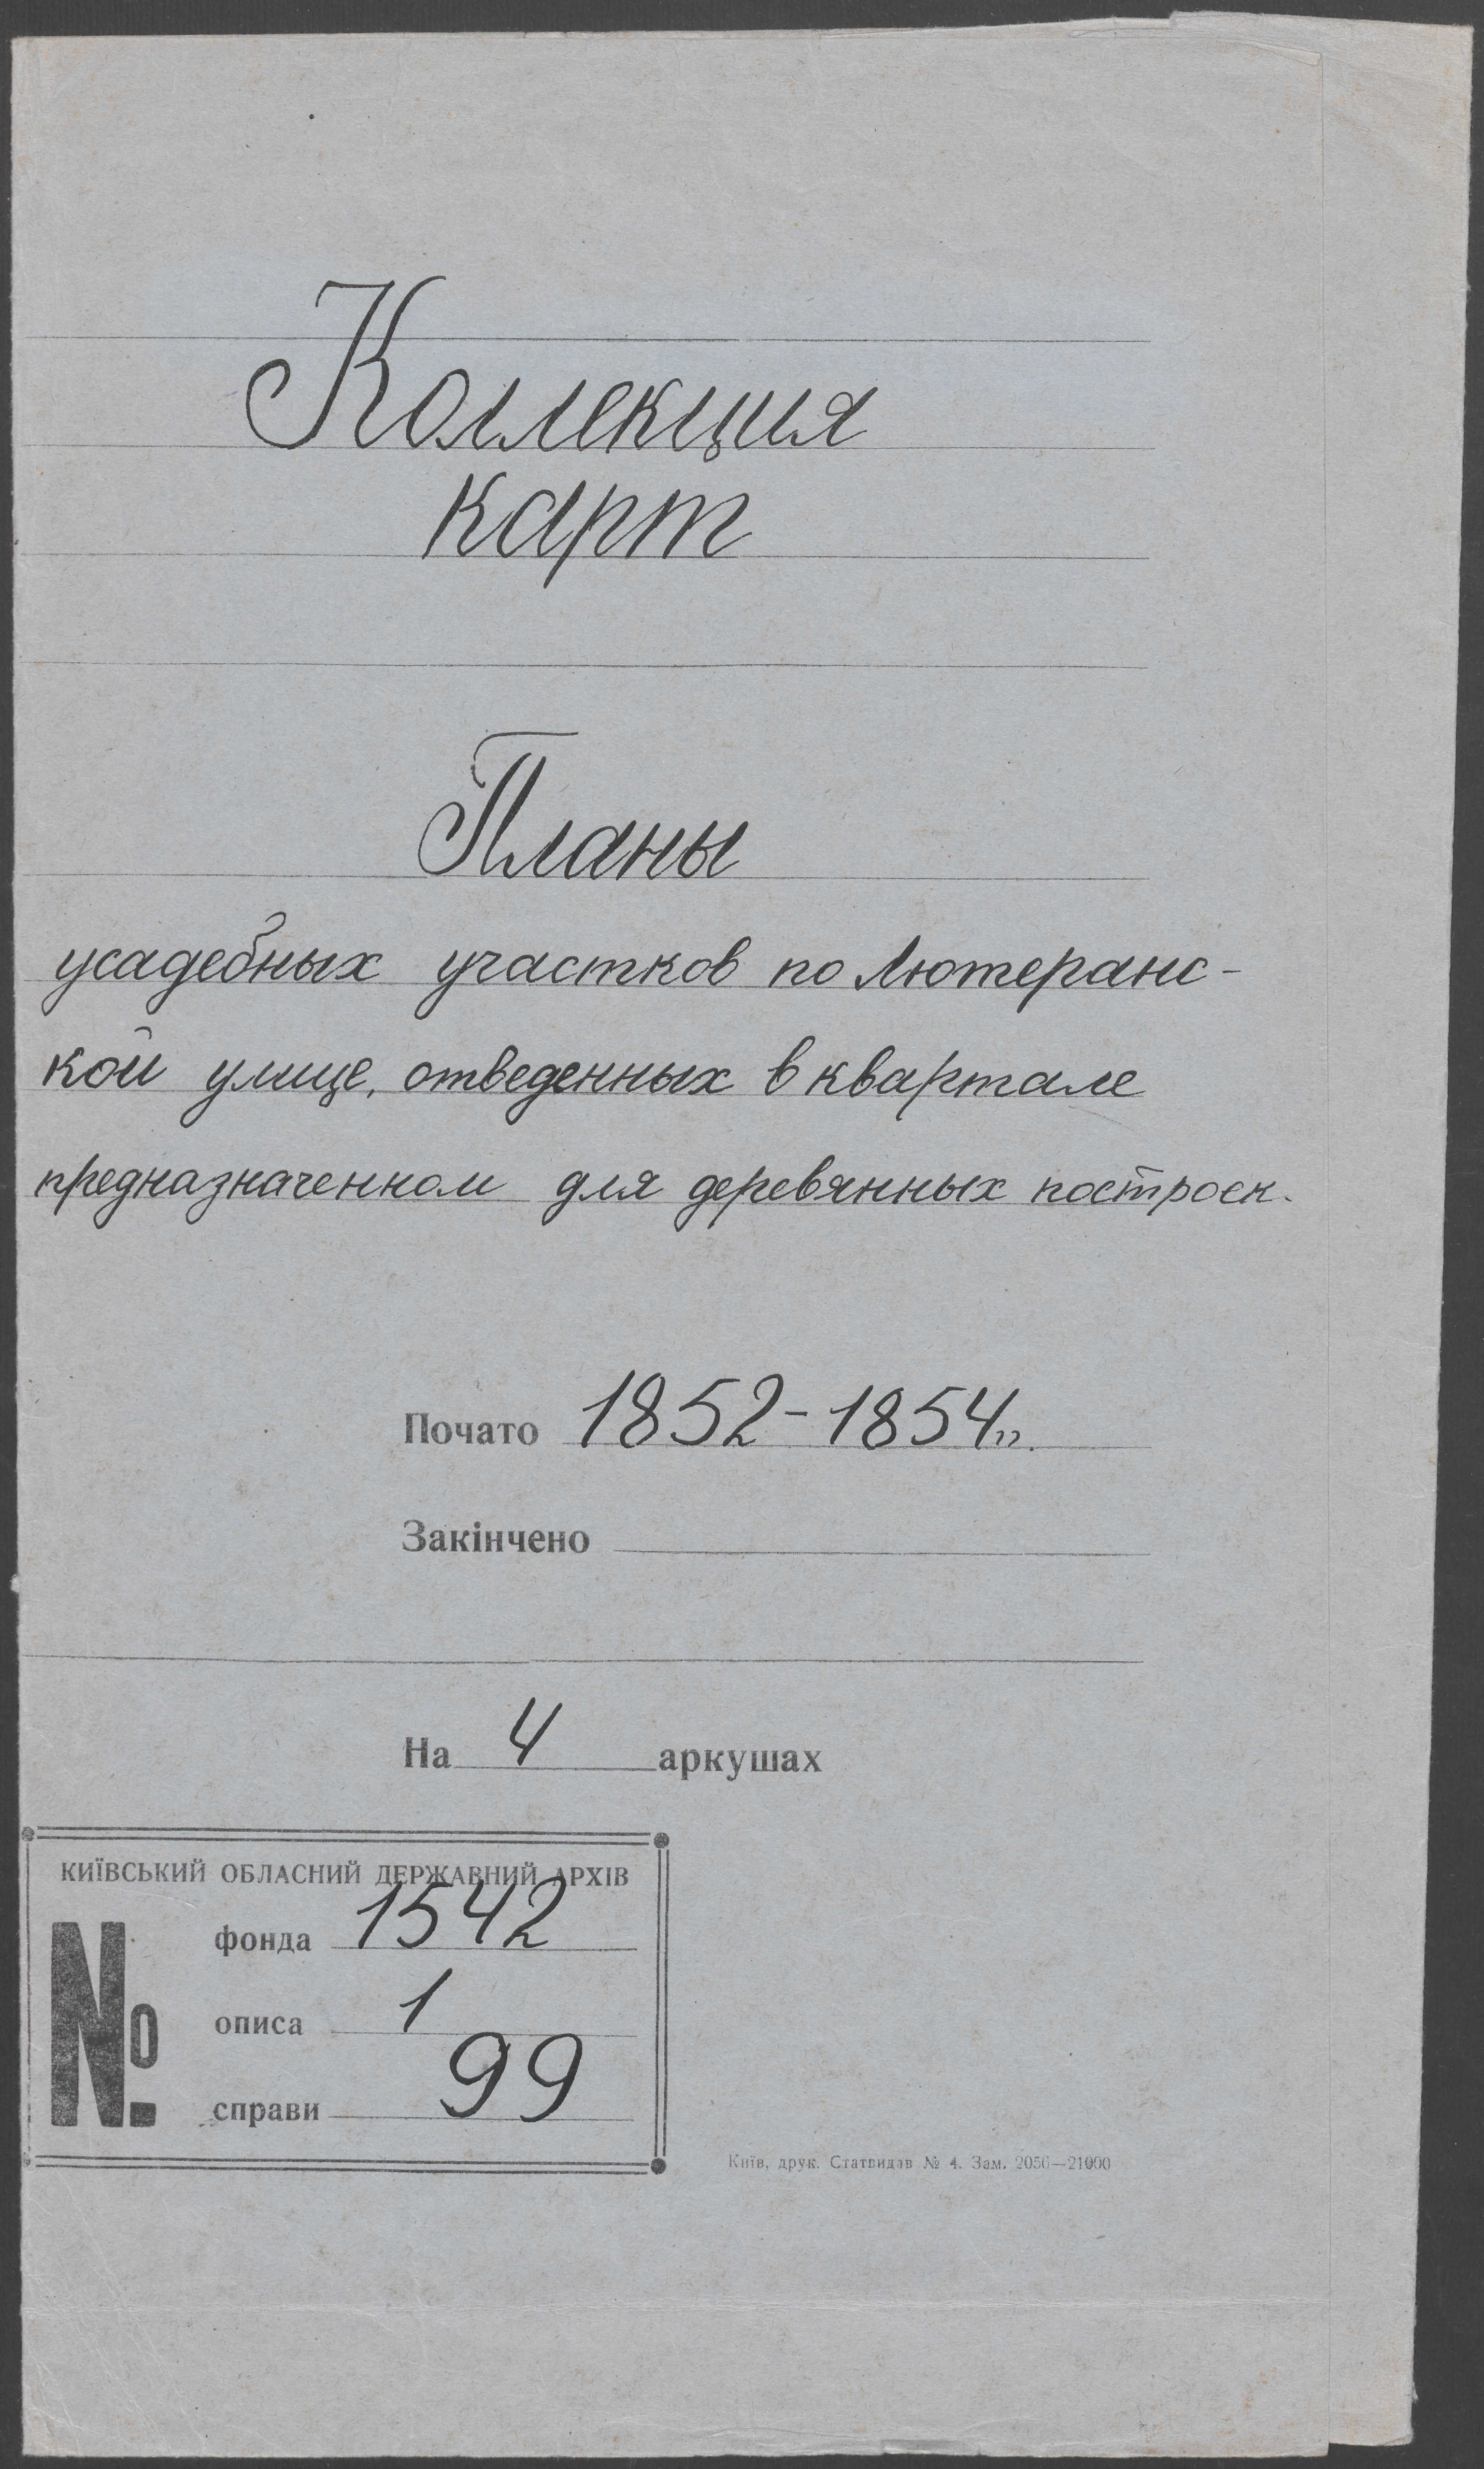 Коллекция
карт
Планы
усадебных участков по Лютеранс-
кой улице, отведенных в квартале
предназначенном для деревянных построек.
Почато 1852-1854„.
Закінчено
На 4 аркушах
КИЇВСЬКИЙ ОБЛАСНИЙ ДЕРЖАВНИЙ АРХІВ
№
фонда 1542
описа 1
справи 99
Київ, друк. Статвидав № 4. Зам. 2050—21000